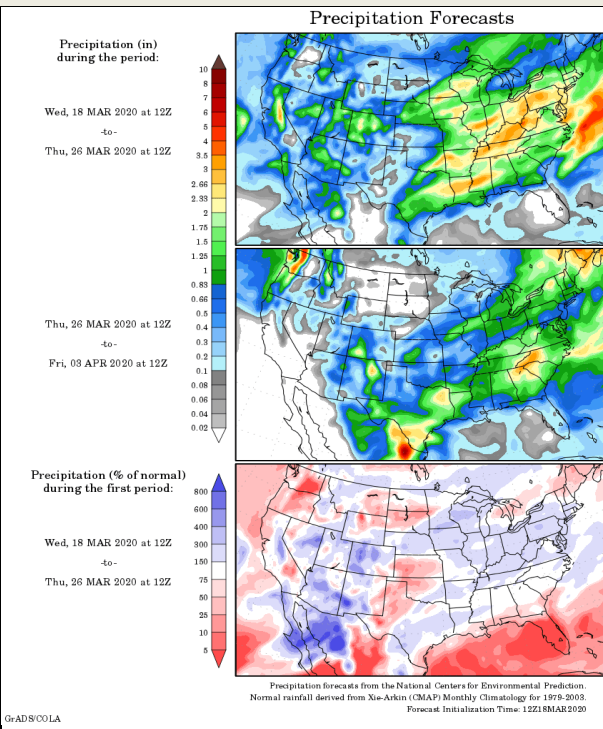 Precipitation Forecasts
Precipitation (in)
during the period:
Wed, 18 MAR 2020 at 12Z
-to-
Thu, 26 MAR 2020 at 12Z
10
8
7
6
5
4
3.5
3
2.66
2.33
2
1.75
1.5
1.25
1
0.83
0.66
0.5
0.4
0.3
0.2
0.1
0.08
0.06
0.04
0.02
Thu, 26 MAR 2020 at 12Z
-to-
Fri, 03 APR 2020 at 12Z
Precipitation (% of normal)
during the first period:
Wed, 18 MAR 2020 at 12Z
-to-
Thu, 26 MAR 2020 at 12Z
800
600
400
300
150
75
50
25
10
5
Precipitation forecasts from the National Centers for Environmental Prediction.
Normal rainfall derived from Xie-Arkin (CMAP) Monthly Climatology for 1979-2003.
Forecast Initialization Time: 12Z18MAR2020
GrADS/COLA